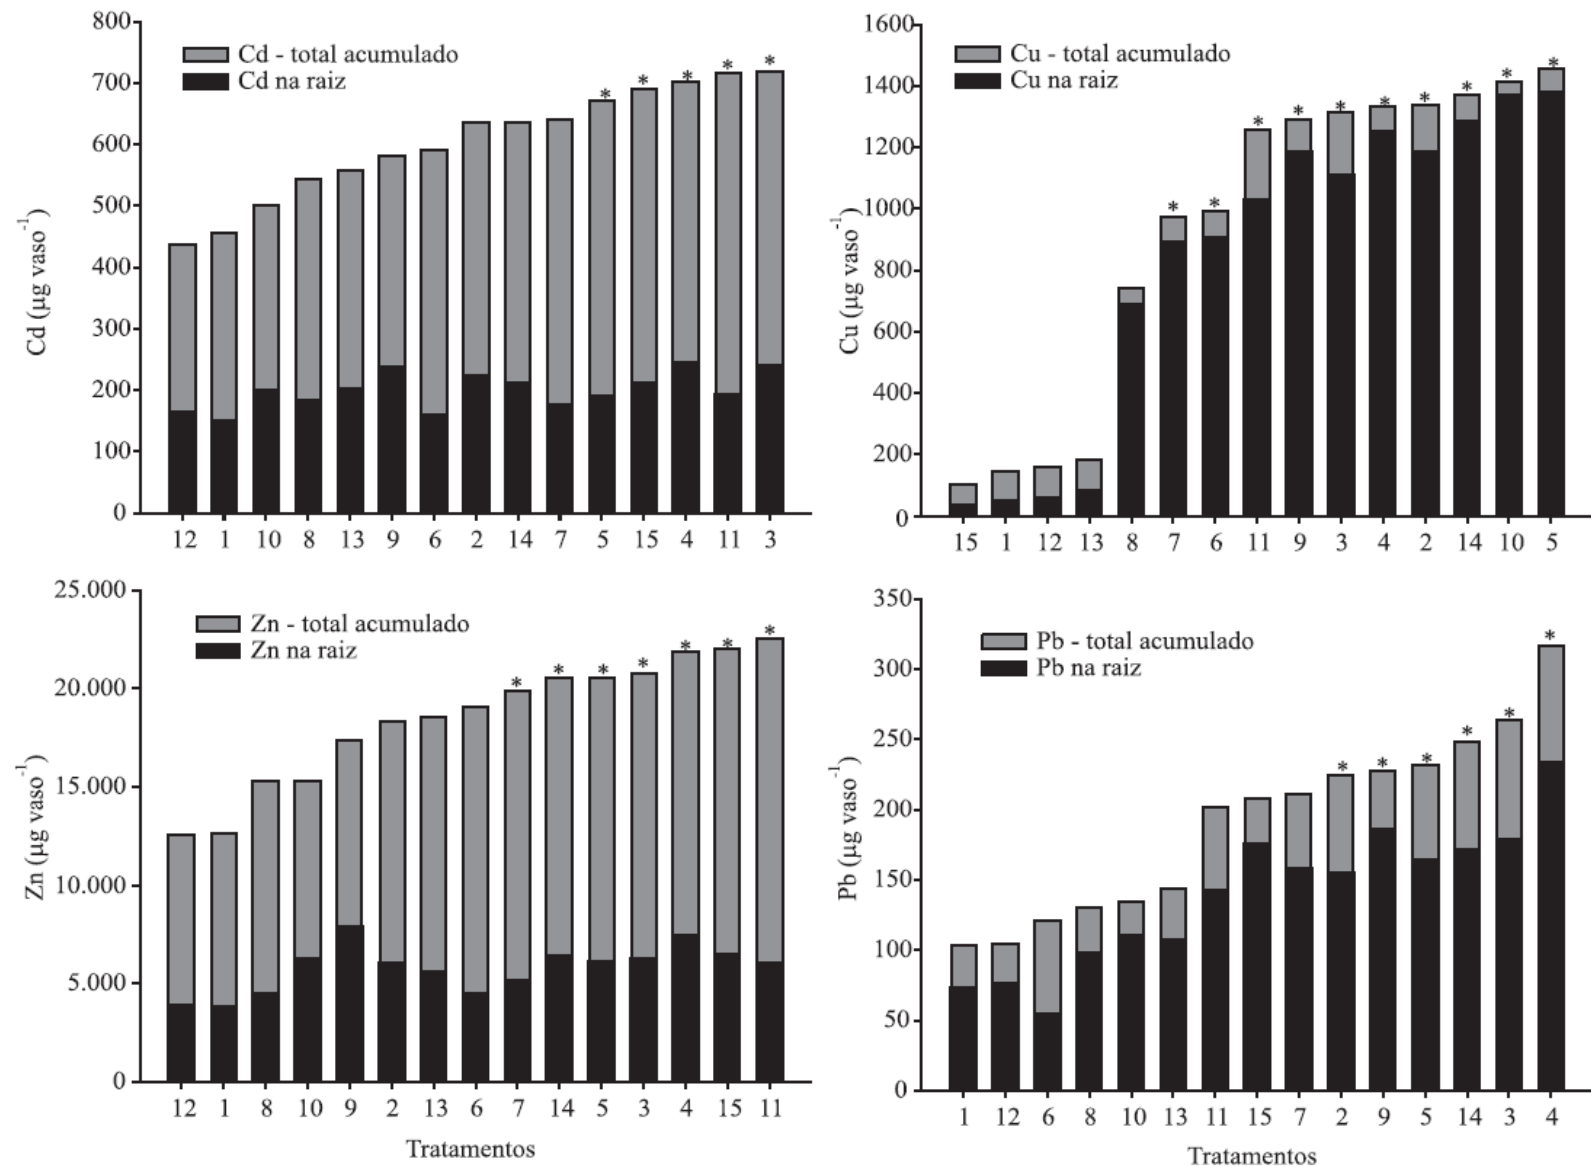 800
700
600
500
400
300
200
100
0
Cd (µg vaso⁻¹)
Cd - total acumulado
Cd na raiz
* * * * *
12 1 10 8 13 9 6 2 14 7 5 15 4 11 3
1600
1400
1200
1000
800
600
400
200
0
Cu (µg vaso⁻¹)
Cu - total acumulado
Cu na raiz
* * * * * * * * * *
15 1 12 13 8 7 6 11 9 3 4 2 14 10 5
25.000
20.000
15.000
10.000
5.000
0
Zn (µg vaso⁻¹)
Zn - total acumulado
Zn na raiz
* * * * * * *
12 1 8 10 9 2 13 6 7 14 5 3 4 15 11
Tratamentos
350
300
250
200
150
100
50
0
Pb (µg vaso⁻¹)
Pb - total acumulado
Pb na raiz
* * * * * *
1 12 6 8 10 13 11 15 7 2 9 5 14 3 4
Tratamentos